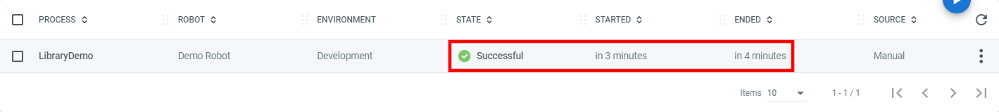 PROCESS ROBOT ENVIRONMENT STATE STARTED ENDED SOURCE
LibraryDemo Demo Robot Development Successful in 3 minutes in 4 minutes Manual
Items 10 1 - 1 / 1